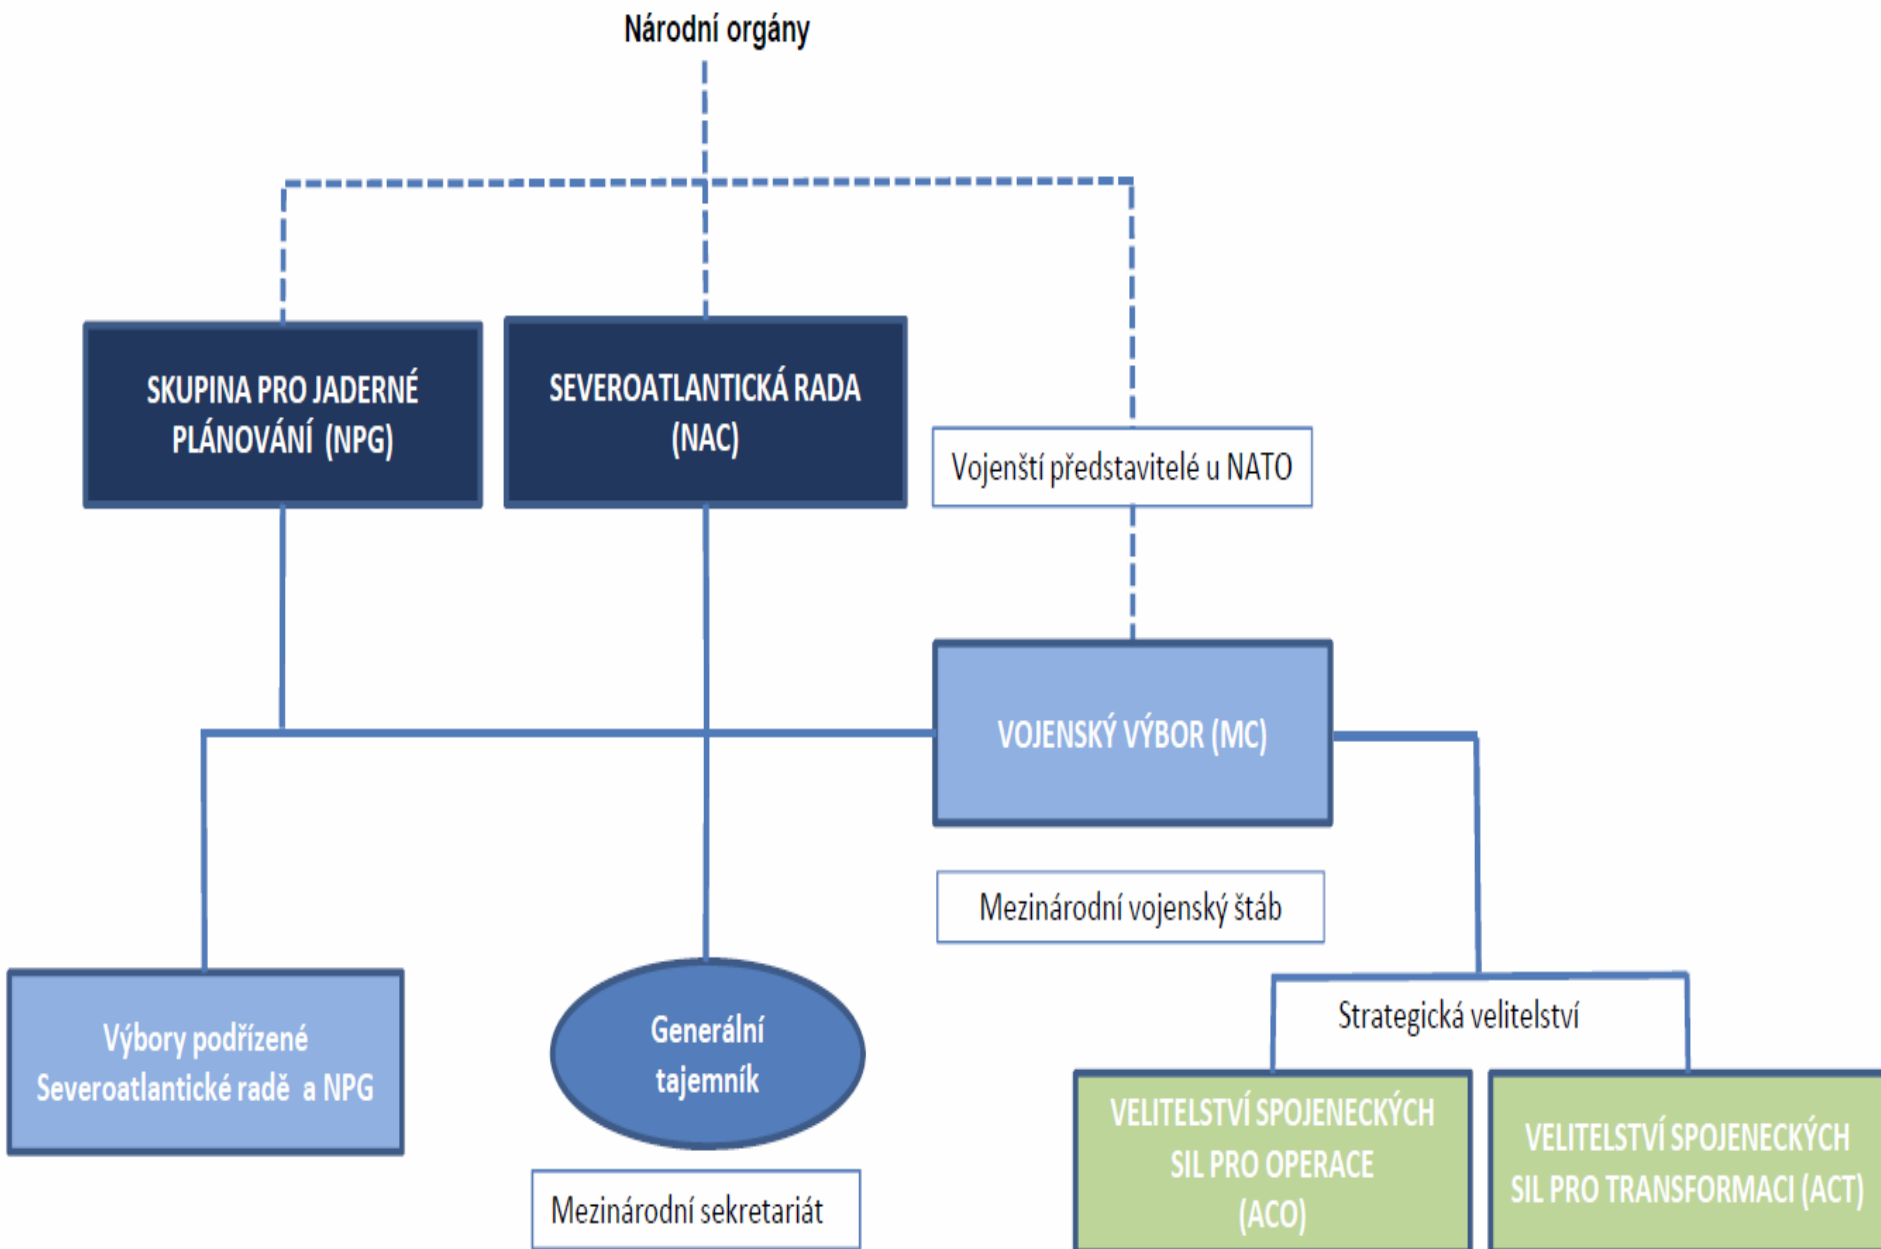 Národní orgány
SKUPINA PRO JADERNÉ
PLÁNOVÁNÍ (NPG)
SEVEROATLANTICKÁ RADA
(NAC)
Vojenští představitelé u NATO
VOJENSKÝ VÝBOR (MC)
Mezinárodní vojenský štáb
Výbory podřízené
Severoatlantické radě a NPG
Generální
tajemník
Mezinárodní sekretariát
Strategická velitelství
VELITELSTVÍ SPOJENECKÝCH
SIL PRO OPERACE
(ACO)
VELITELSTVÍ SPOJENECKÝCH
SIL PRO TRANSFORMACI (ACT)